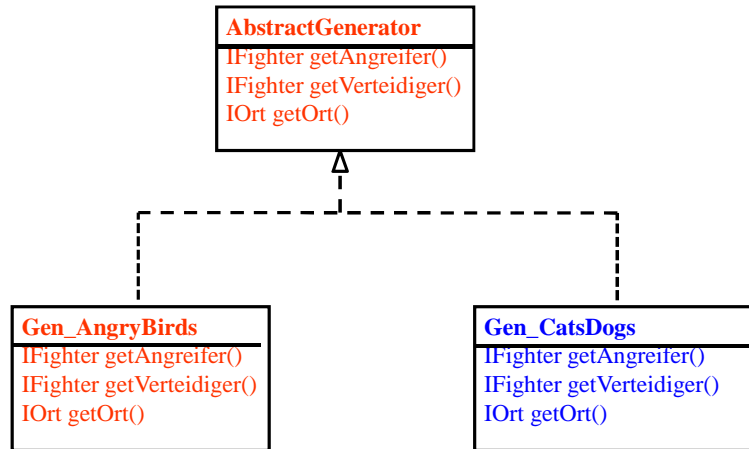 AbstractGenerator
IFighter getAngreifer()
IFighter getVerteidiger()
IOrt getOrt()
Gen_AngryBirds
IFighter getAngreifer()
IFighter getVerteidiger()
IOrt getOrt()
Gen_CatsDogs
IFighter getAngreifer()
IFighter getVerteidiger()
IOrt getOrt()